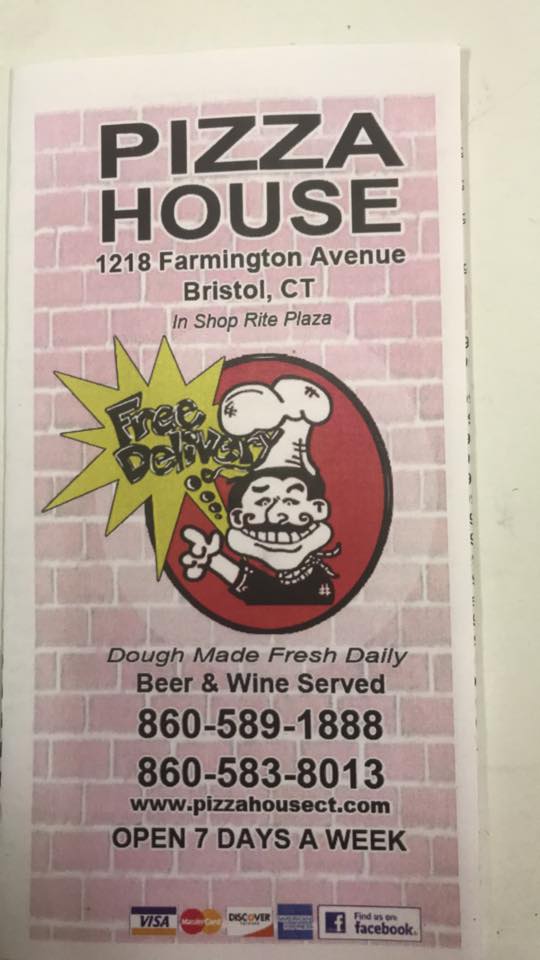 PIZZA
HOUSE
1218 Farmington Avenue
Bristol, CT
In Shop Rite Plaza
Free
Delivery
Dough Made Fresh Daily
Beer & Wine Served
860-589-1888
860-583-8013
www.pizzahousect.com
OPEN 7 DAYS A WEEK
VISA MasterCard DISCOVER
Find us on
facebook